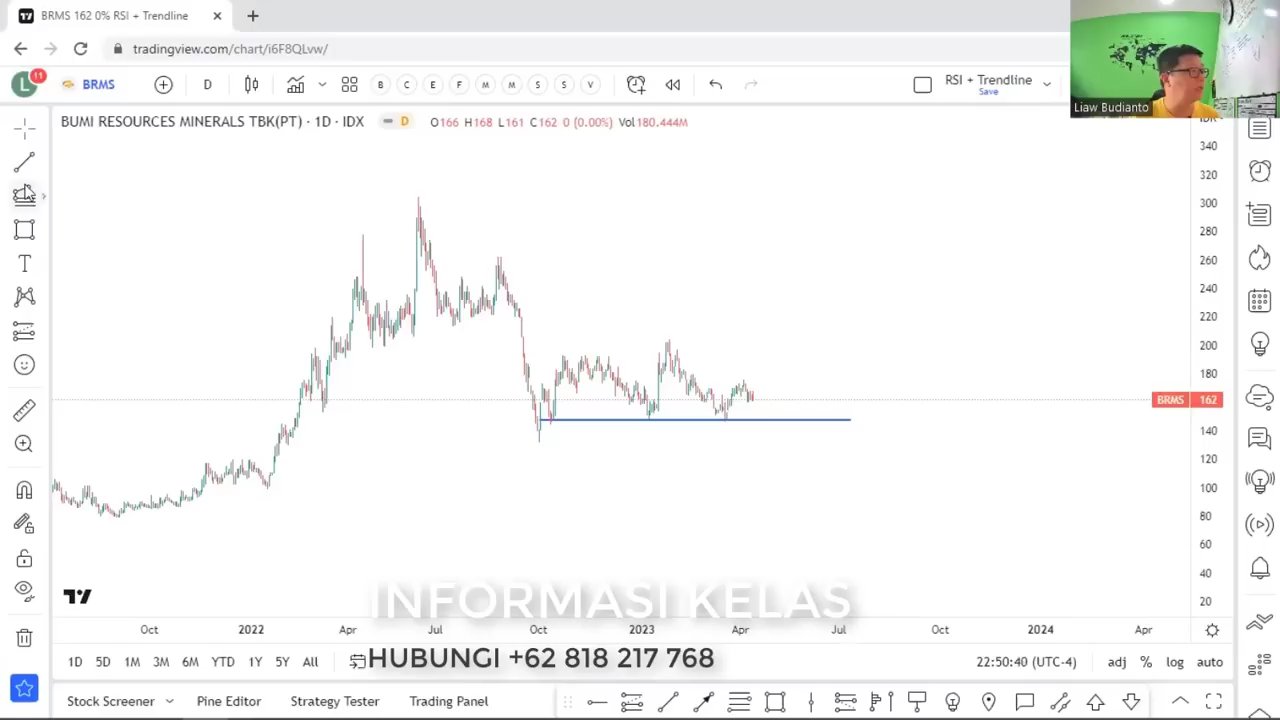 BRMS 162 0% RSI + Trendline
tradingview.com/chart/i6F8QLvw/
L 11 BRMS D B C E F M M S S V RSI + Trendline
Save
Liaw Budianto
BUMI RESOURCES MINERALS TBK(PT) · 1D · IDX D O166 H168 L161 (0.00%) Vol180.444M
340
320
300
280
260
240
220
200
180
BRMS 162
140
120
100
80
60
40
20
INFORMASI KELAS
Oct 2022 Apr Jul Oct 2023 Apr Jul Oct 2024 Apr
1D 5D 1M 3M 6M YTD 1Y 5Y All HUBUNGI +62 818 217 768 22:50:40 (UTC-4) adj % log auto
Stock Screener Pine Editor Strategy Tester Trading Panel